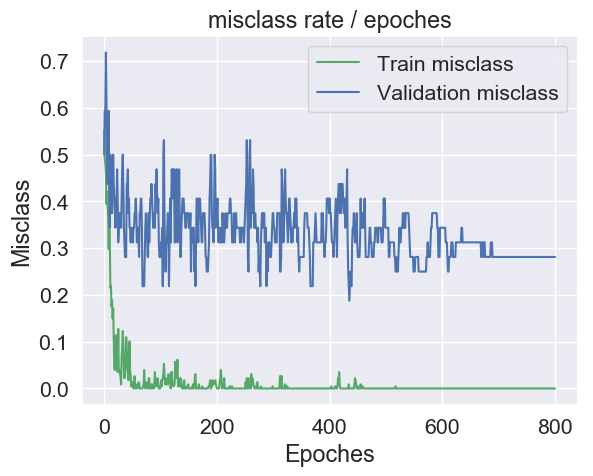 misclass rate / epoches
Train misclass
Validation misclass
Misclass
0.7
0.6
0.5
0.4
0.3
0.2
0.1
0.0
0
200
400
600
800
Epoches